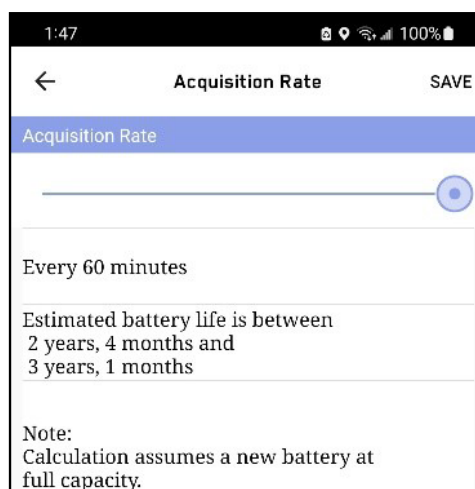 1:47 100%
Acquisition Rate SAVE
Acquisition Rate
Every 60 minutes
Estimated battery life is between
2 years, 4 months and
3 years, 1 months
Note:
Calculation assumes a new battery at
full capacity.